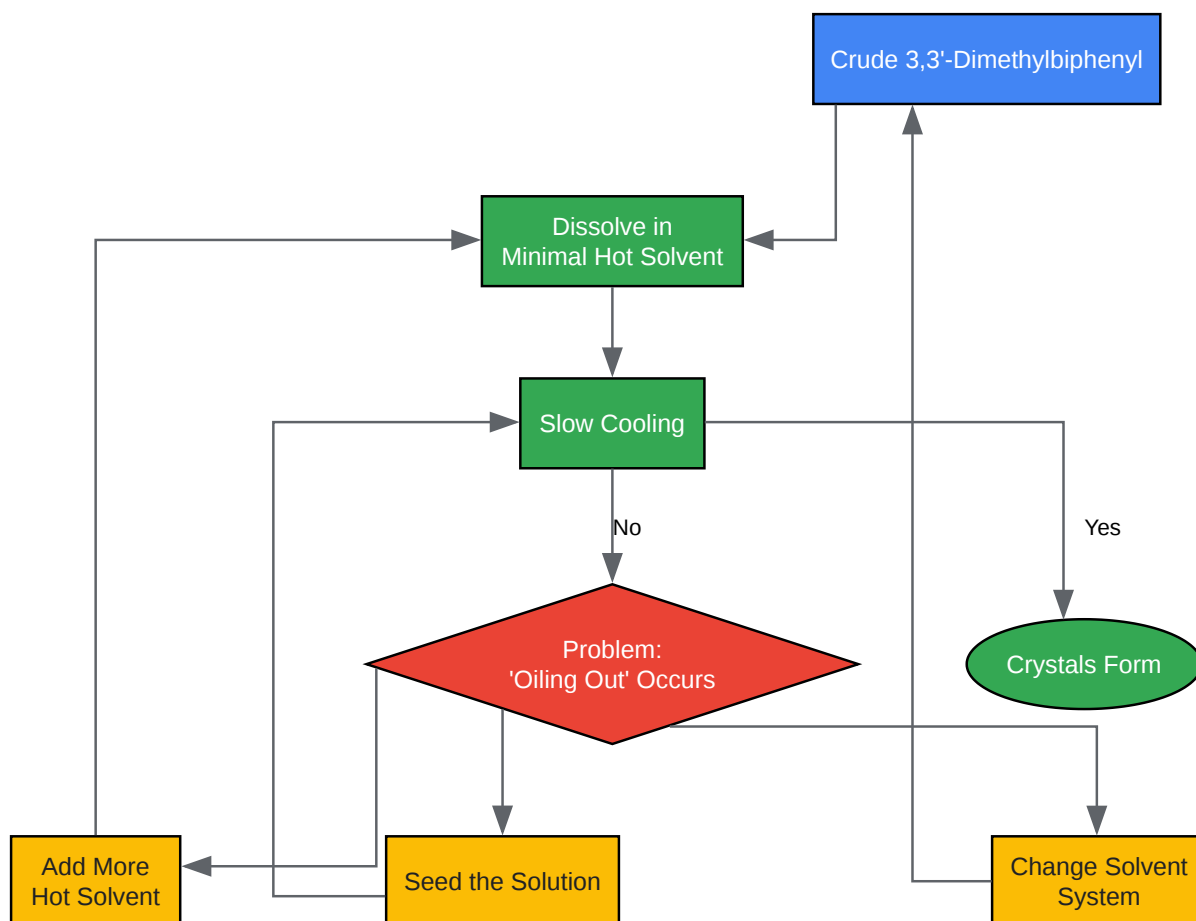 Crude 3,3'-Dimethylbiphenyl
Dissolve in
Minimal Hot Solvent
Slow Cooling
No
Yes
Problem:
'Oiling Out' Occurs
Crystals Form
Add More
Hot Solvent
Seed the Solution
Change Solvent
System